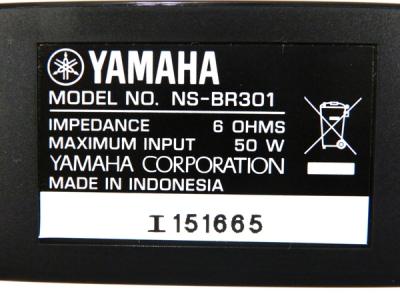 YAMAHA
MODEL NO. NS-BR301
IMPEDANCE 6 OHMS
MAXIMUM INPUT 50 W
YAMAHA CORPORATION
MADE IN INDONESIA
I 151665